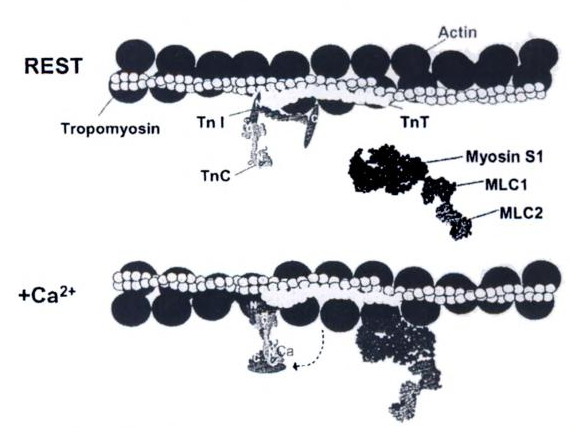 Actin
REST
Tropomyosin
Tn I
C
TnT
TnC
Myosin S1
MLC1
MLC2
+Ca²⁺
N
Ca